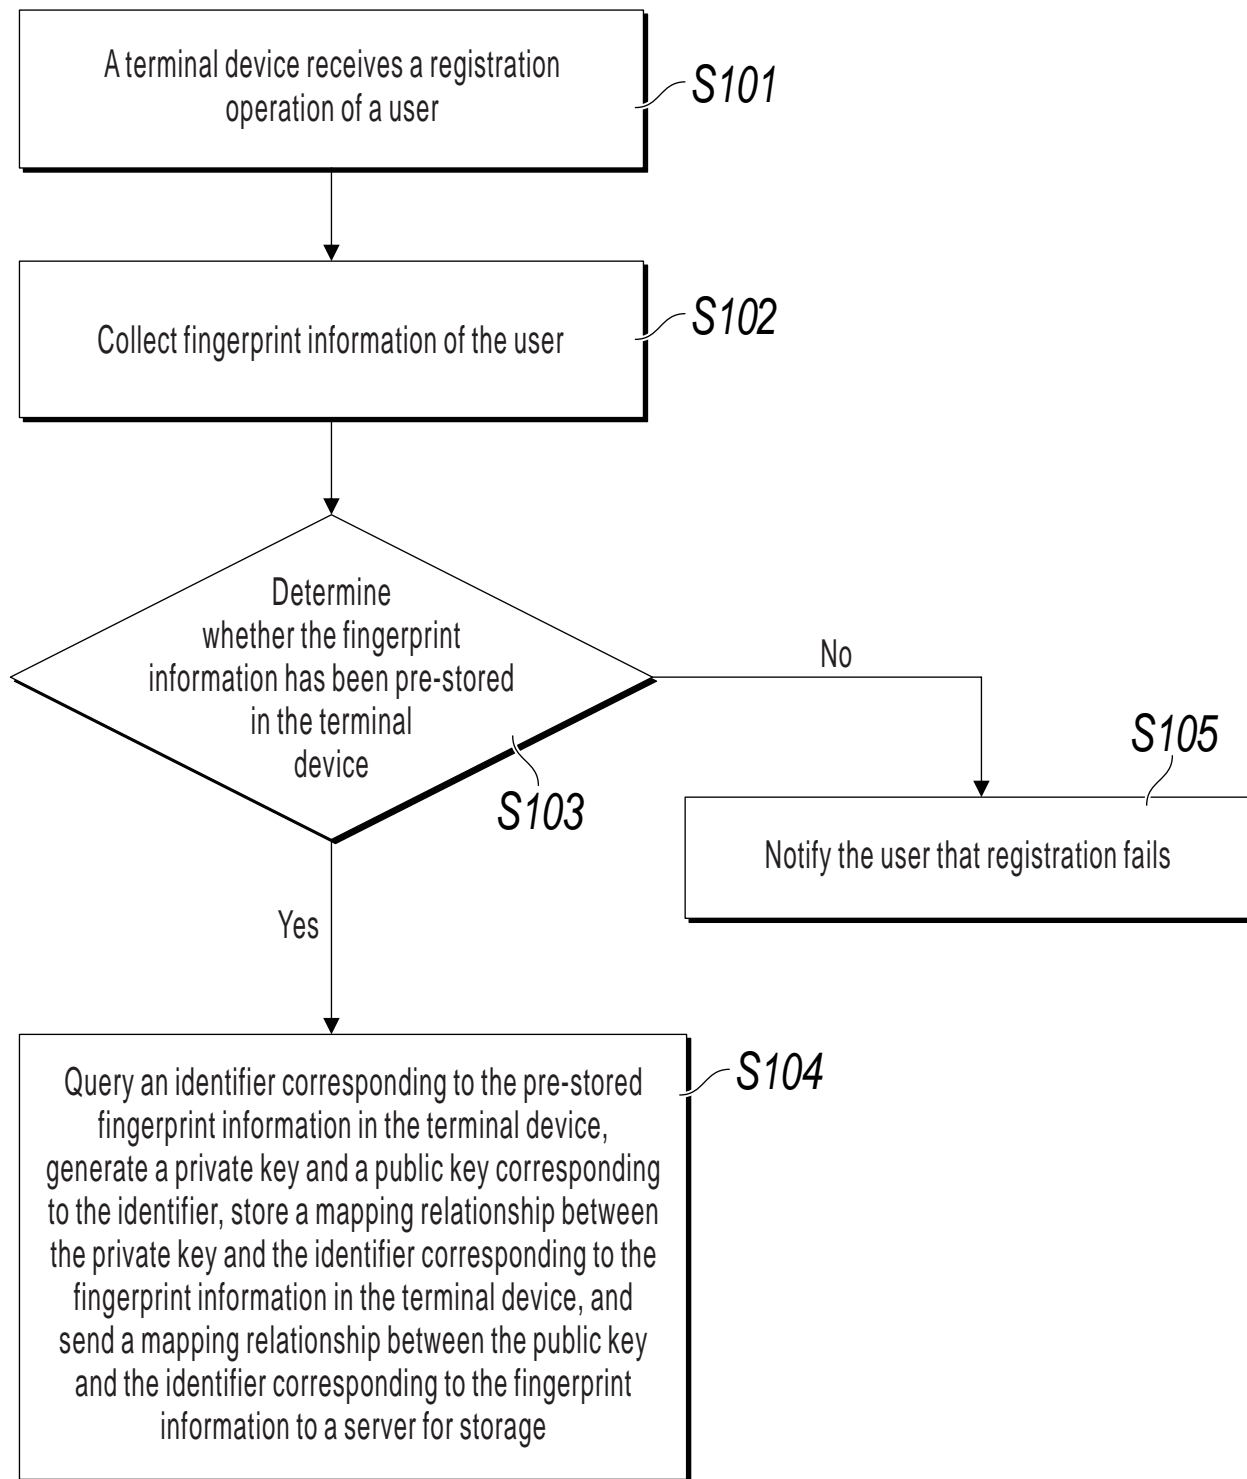 A terminal device receives a registration
operation of a user
S101
Collect fingerprint information of the user
S102
Determine
whether the fingerprint
information has been pre-stored
in the terminal
device
S103
No
S105
Notify the user that registration fails
Yes
Query an identifier corresponding to the pre-stored
fingerprint information in the terminal device,
generate a private key and a public key corresponding
to the identifier, store a mapping relationship between
the private key and the identifier corresponding to the
fingerprint information in the terminal device, and
send a mapping relationship between the public key
and the identifier corresponding to the fingerprint
information to a server for storage
S104